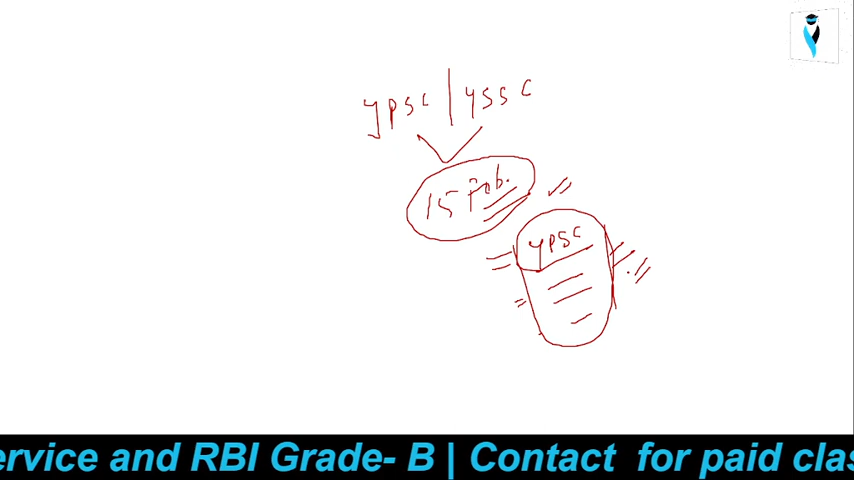 ypsc | yssc
15 Feb.
ypsc
ervice and RBI Grade- B | Contact for paid clas